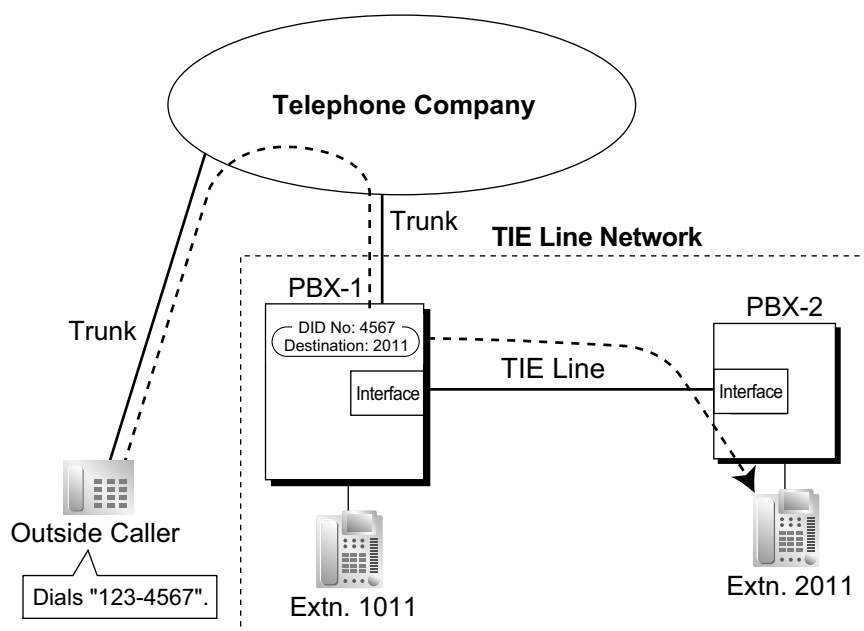 Telephone Company
Trunk
TIE Line Network
PBX-1
PBX-2
Trunk
DID No: 4567
Destination: 2011
TIE Line
Interface
Interface
Outside Caller
Dials "123-4567".
Extn. 1011
Extn. 2011